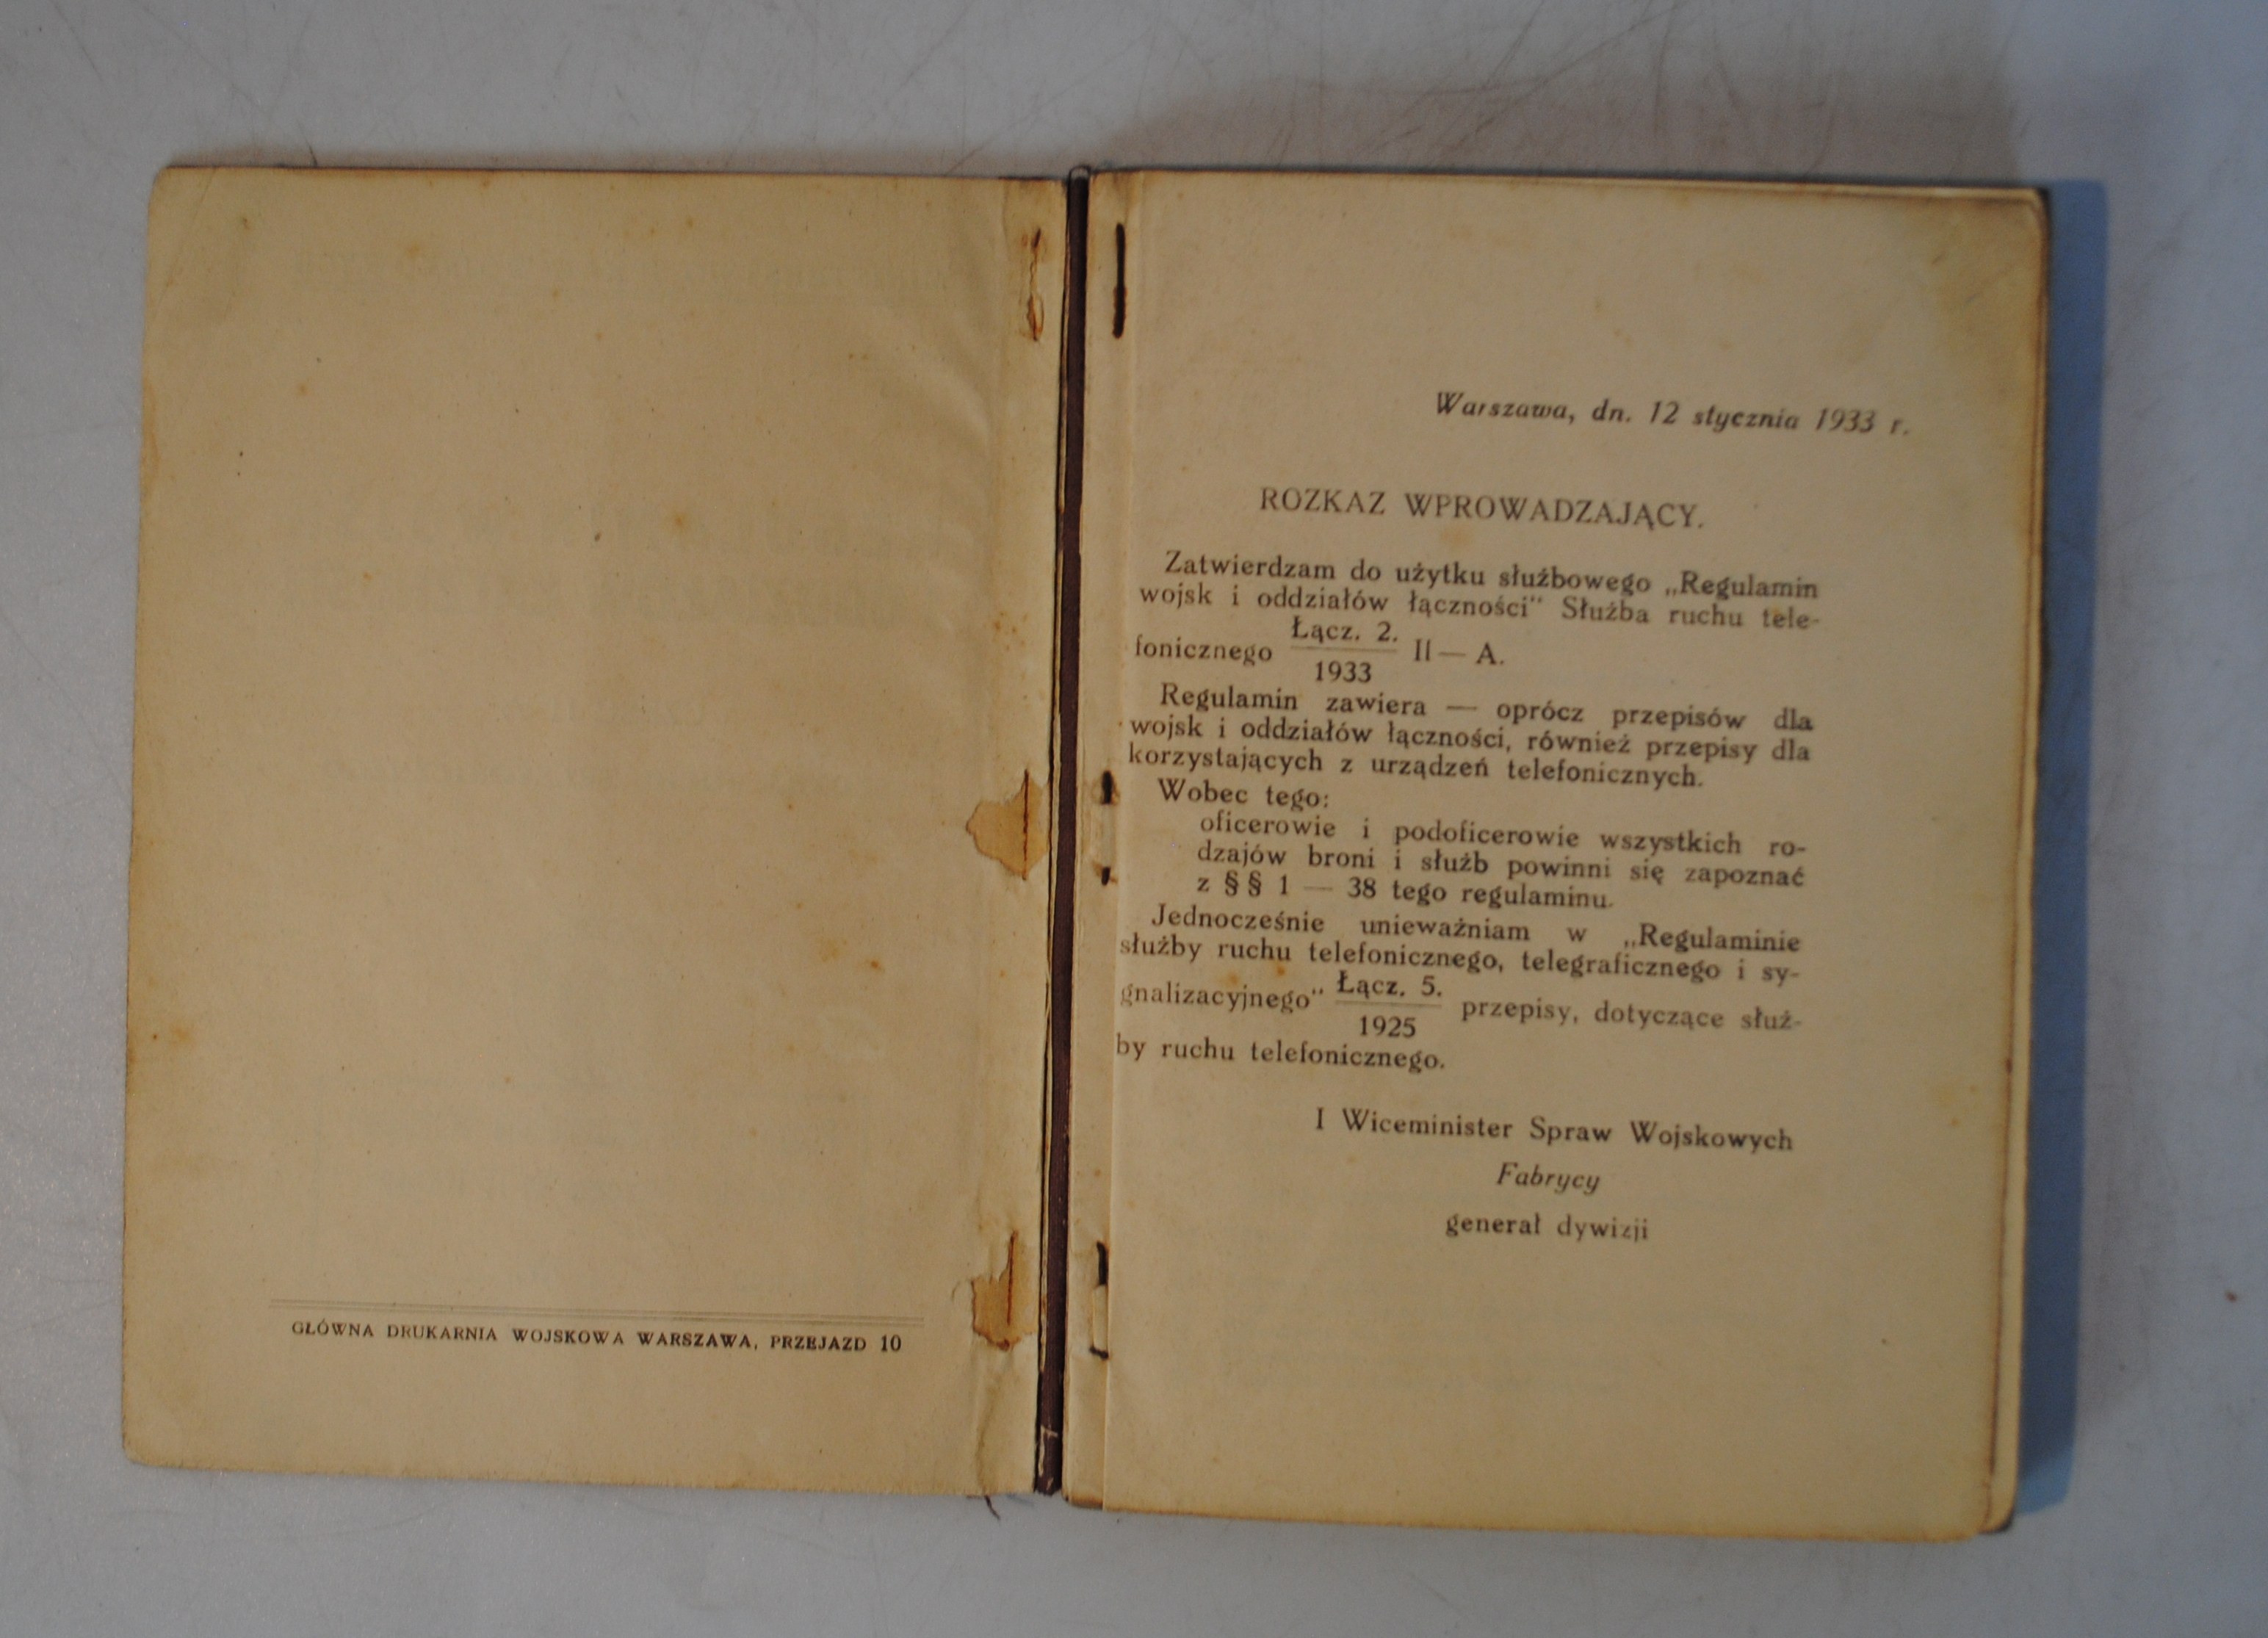 GŁÓWNA DRUKARNIA WOJSKOWA WARSZAWA, PRZEJAZD 10
Warszawa, dn. 12 stycznia 1933 r.
ROZKAZ WPROWADZAJĄCY.
Zatwierdzam do użytku służbowego „Regulamin
wojsk i oddziałów łączności" Służba ruchu tele-
fonicznego Łącz. 2. / 1933 II — A.
Regulamin zawiera — oprócz przepisów dla
wojsk i oddziałów łączności, również przepisy dla
korzystających z urządzeń telefonicznych.
Wobec tego:
oficerowie i podoficerowie wszystkich ro-
dzajów broni i służb powinni się zapoznać
z § § 1 — 38 tego regulaminu.
Jednocześnie unieważniam w „Regulaminie
służby ruchu telefonicznego, telegraficznego i sy-
gnalizacyjnego" Łącz. 5. / 1925 przepisy, dotyczące służ-
by ruchu telefonicznego.
I Wiceminister Spraw Wojskowych
Fabrycy
generał dywizji